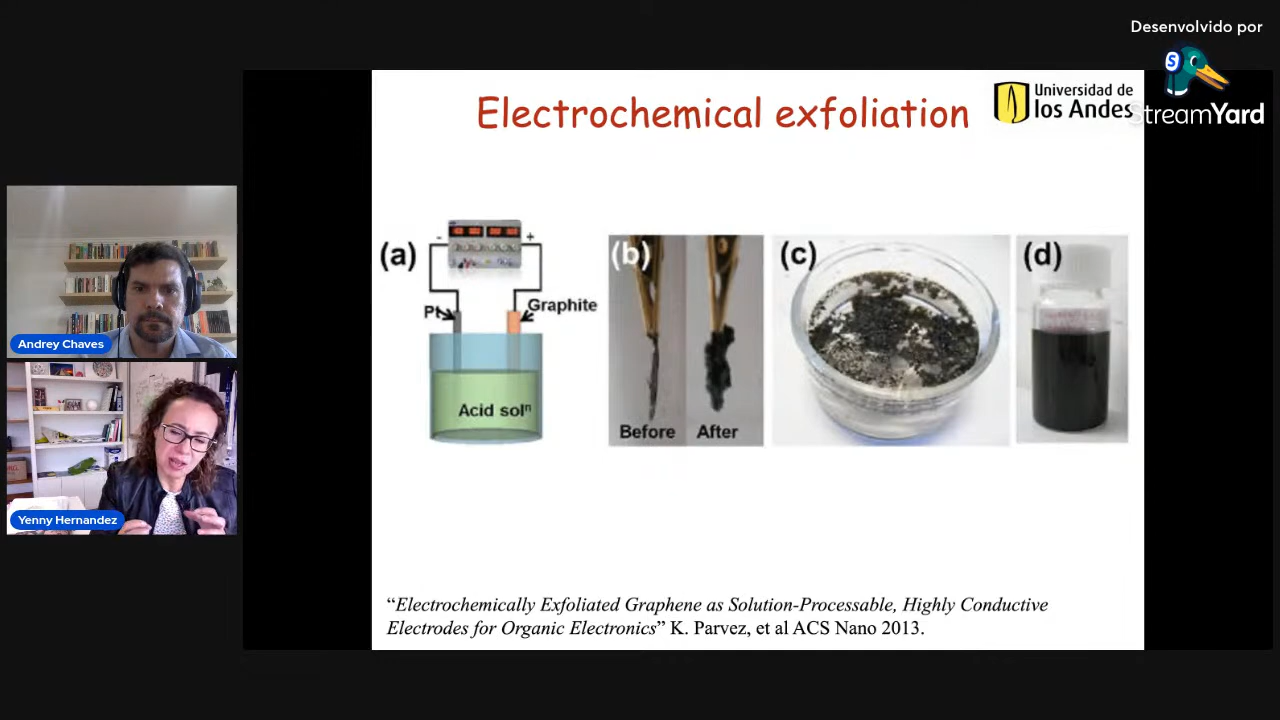 Desenvolvido por
StreamYard
Electrochemical exfoliation
Universidad de
los Andes
(a)
-
+
Pt
Graphite
Acid solⁿ
(b)
Before
After
(c)
(d)
Andrey Chaves
Yenny Hernandez
“Electrochemically Exfoliated Graphene as Solution-Processable, Highly Conductive
Electrodes for Organic Electronics” K. Parvez, et al ACS Nano 2013.